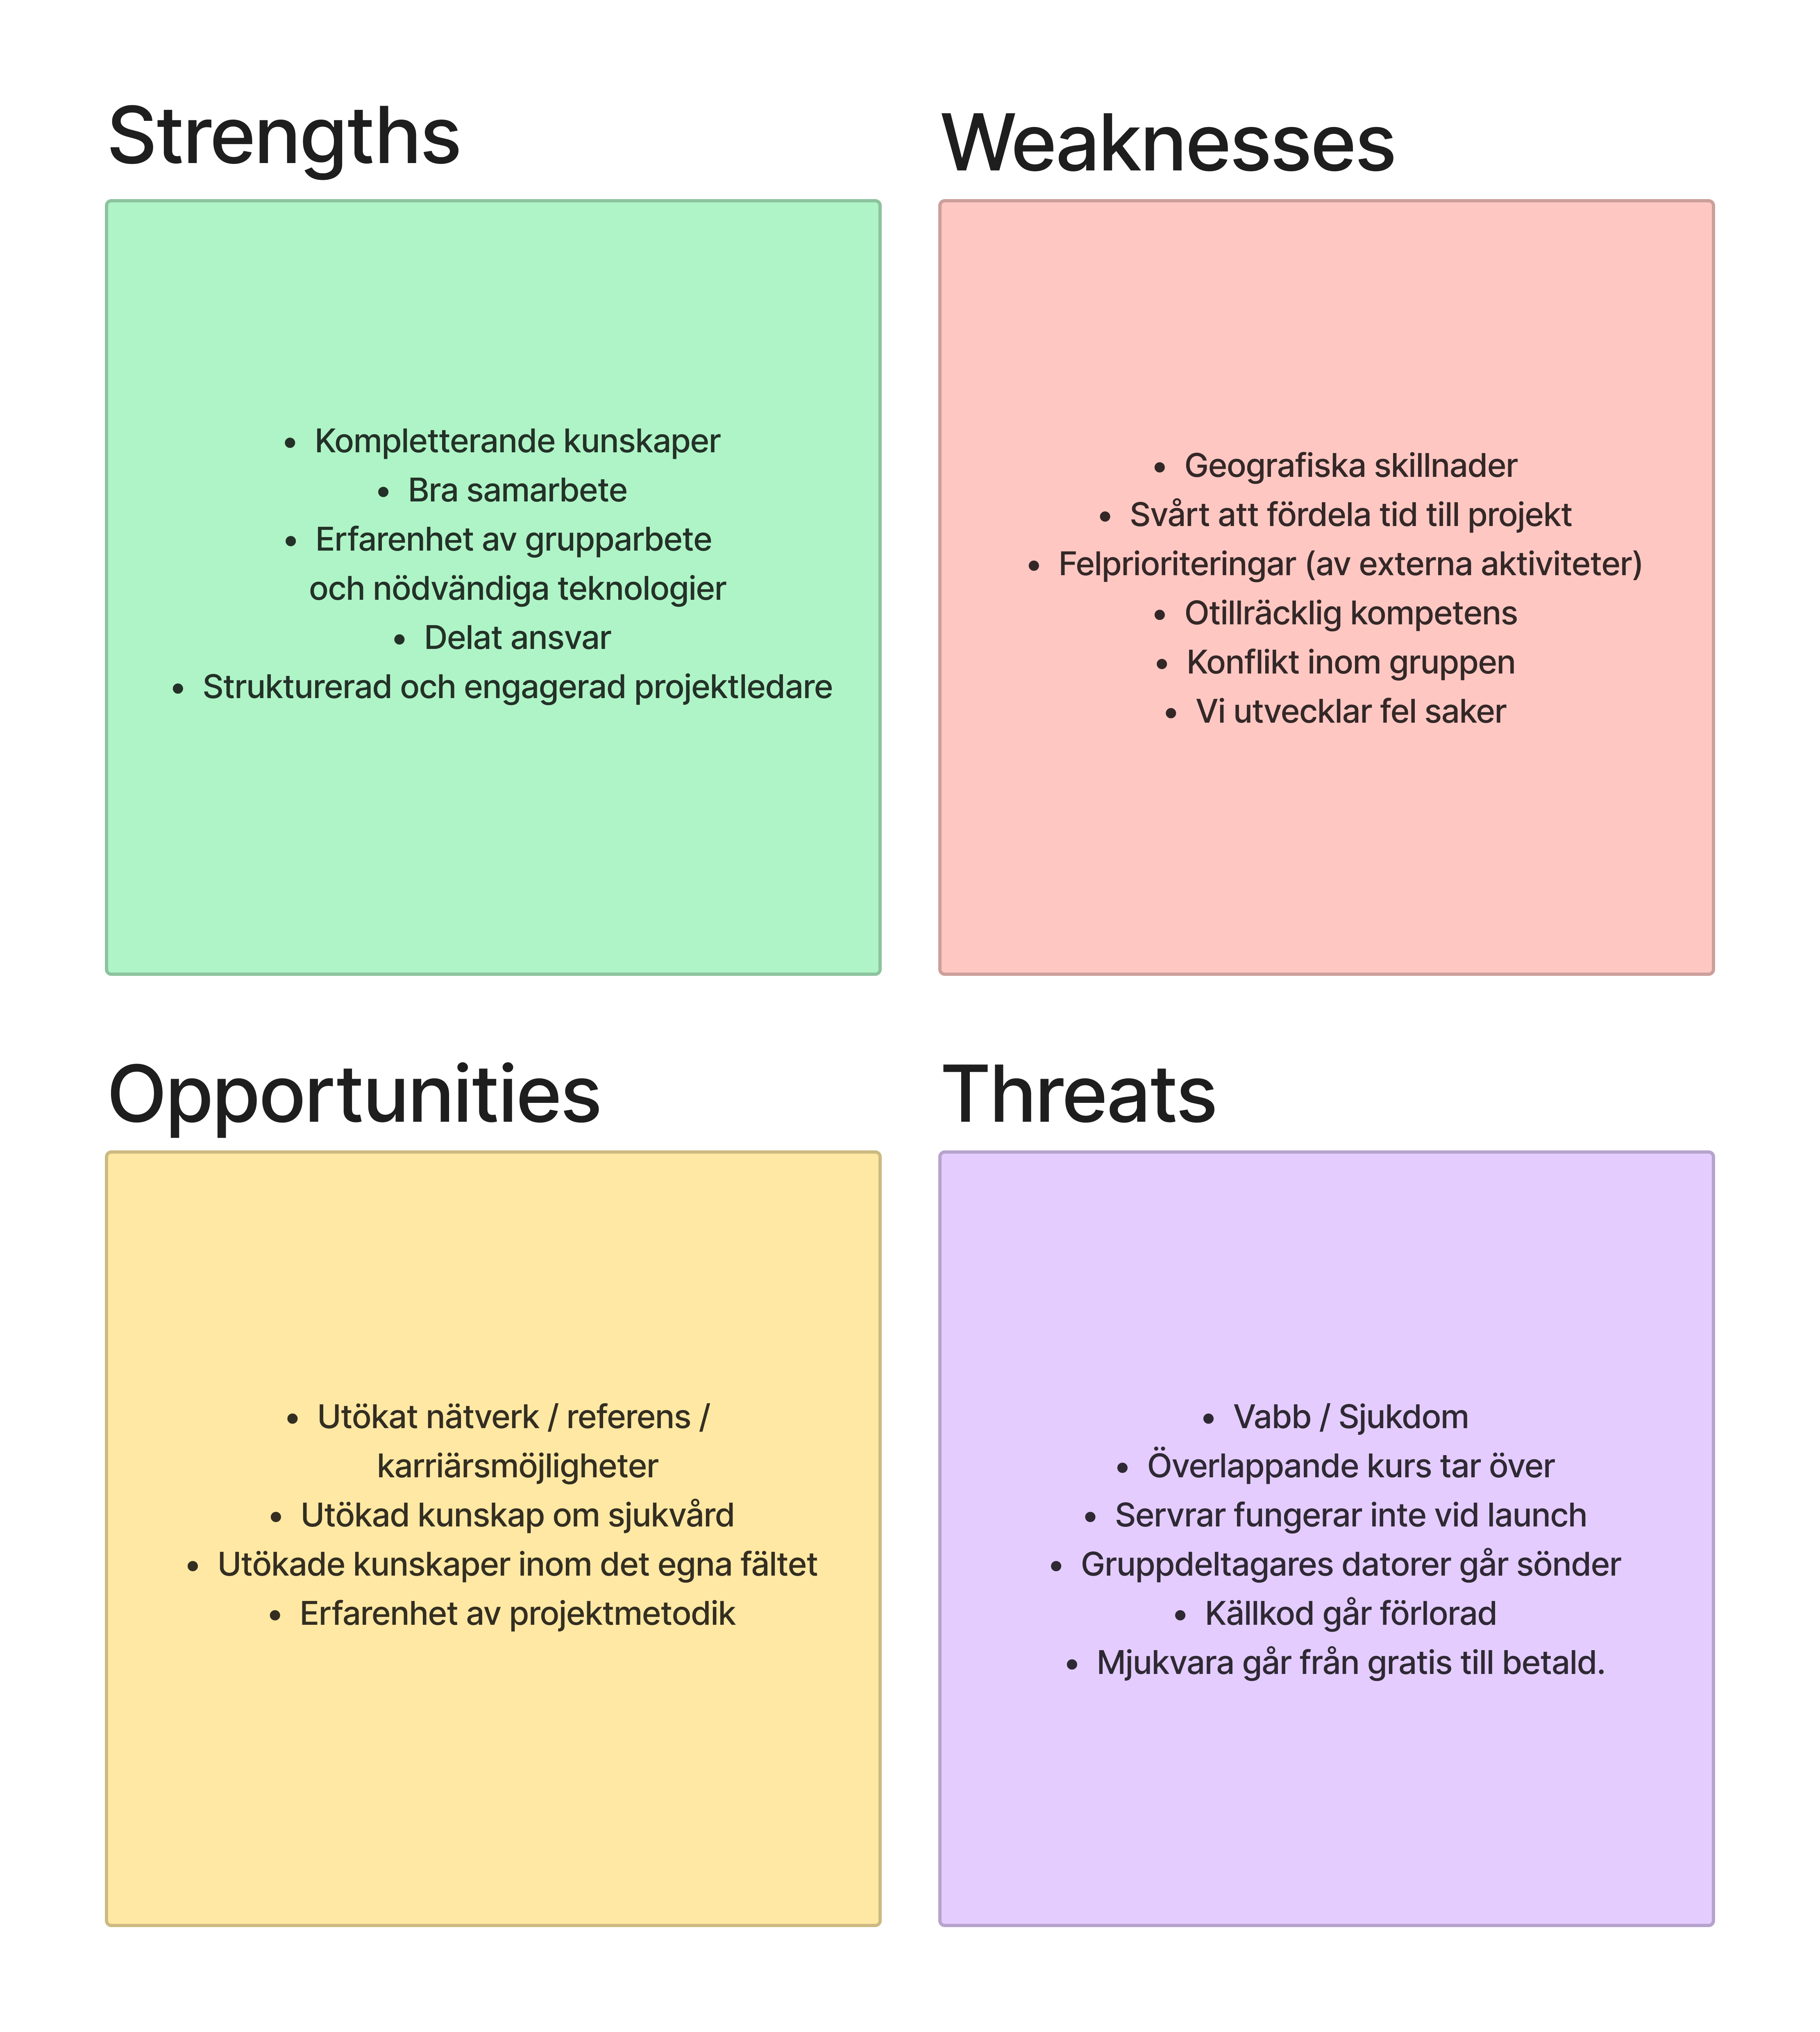 Strengths
• Kompletterande kunskaper
• Bra samarbete
• Erfarenhet av grupparbete
och nödvändiga teknologier
• Delat ansvar
• Strukturerad och engagerad projektledare
Weaknesses
• Geografiska skillnader
• Svårt att fördela tid till projekt
• Felprioriteringar (av externa aktiviteter)
• Otillräcklig kompetens
• Konflikt inom gruppen
• Vi utvecklar fel saker
Opportunities
• Utökat nätverk / referens /
karriärsmöjligheter
• Utökad kunskap om sjukvård
• Utökade kunskaper inom det egna fältet
• Erfarenhet av projektmetodik
Threats
• Vabb / Sjukdom
• Överlappande kurs tar över
• Servrar fungerar inte vid launch
• Gruppdeltagares datorer går sönder
• Källkod går förlorad
• Mjukvara går från gratis till betald.